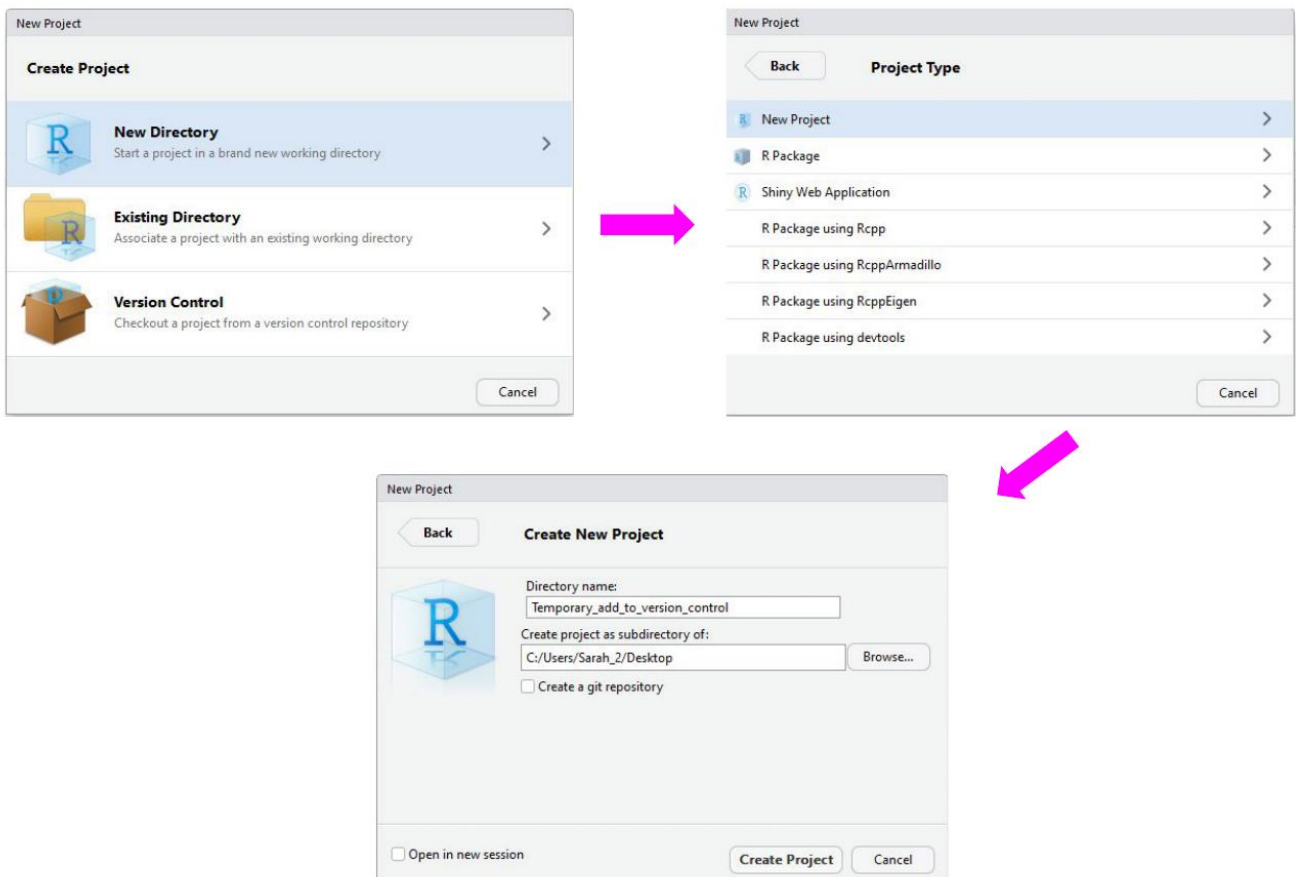 New Project
Create Project
New Directory
Start a project in a brand new working directory
Existing Directory
Associate a project with an existing working directory
Version Control
Checkout a project from a version control repository
Cancel
New Project
Back
Project Type
New Project
R Package
Shiny Web Application
R Package using Rcpp
R Package using RcppArmadillo
R Package using RcppEigen
R Package using devtools
Cancel
New Project
Back
Create New Project
Directory name:
Temporary_add_to_version_control
Create project as subdirectory of:
C:/Users/Sarah_2/Desktop
Browse...
Create a git repository
Open in new session
Create Project
Cancel